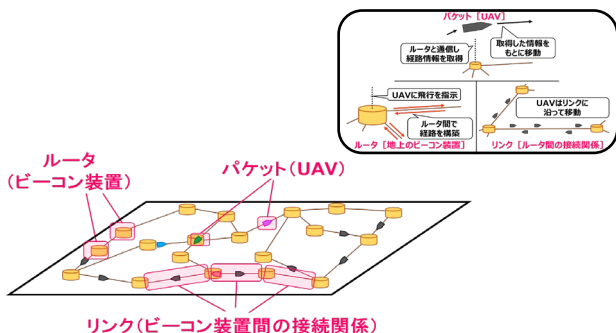 パケット [UAV]
ルータと通信し
経路情報を取得
取得した情報を
もとに移動
UAVに飛行を指示
ルータ間で
経路を構築
ルータ [地上のビーコン装置]
UAVはリンクに
沿って移動
リンク [ルータ間の接続関係]
ルータ
(ビーコン装置)
パケット(UAV)
リンク(ビーコン装置間の接続関係)